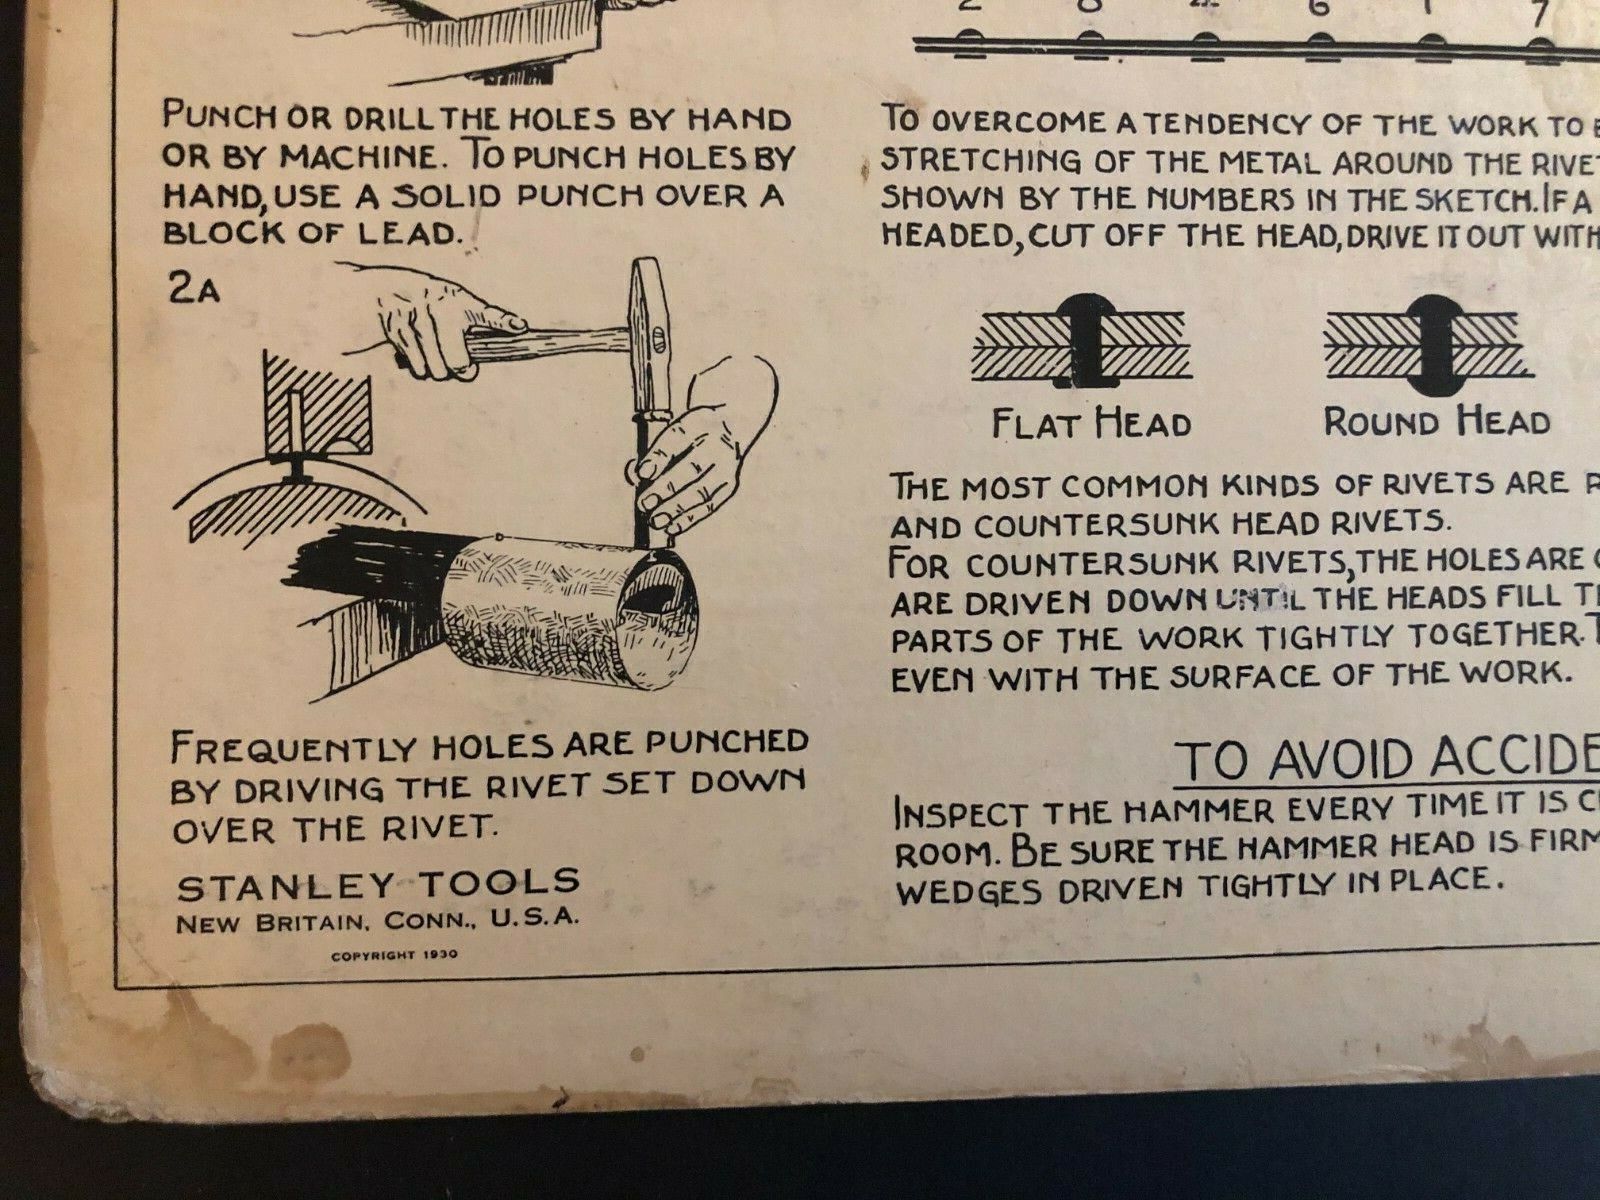 PUNCH OR DRILL THE HOLES BY HAND
OR BY MACHINE. TO PUNCH HOLES BY
HAND, USE A SOLID PUNCH OVER A
BLOCK OF LEAD.
2A
FREQUENTLY HOLES ARE PUNCHED
BY DRIVING THE RIVET SET DOWN
OVER THE RIVET.
STANLEY TOOLS
NEW BRITAIN, CONN., U.S.A.
COPYRIGHT 1930
6 7
TO OVERCOME A TENDENCY OF THE WORK TO
STRETCHING OF THE METAL AROUND THE
SHOWN BY THE NUMBERS IN THE SKETCH. IF A
HEADED, CUT OFF THE HEAD, DRIVE IT OUT WITH
FLAT HEAD ROUND HEAD
THE MOST COMMON KINDS OF RIVETS ARE
AND COUNTERSUNK HEAD RIVETS.
FOR COUNTERSUNK RIVETS, THE HOLES ARE
ARE DRIVEN DOWN UNTIL THE HEADS FILL
PARTS OF THE WORK TIGHTLY TOGETHER.
EVEN WITH THE SURFACE OF THE WORK.
TO AVOID
INSPECT THE HAMMER EVERY TIME IT IS
ROOM. BE SURE THE HAMMER HEAD IS
WEDGES DRIVEN TIGHTLY IN PLACE.